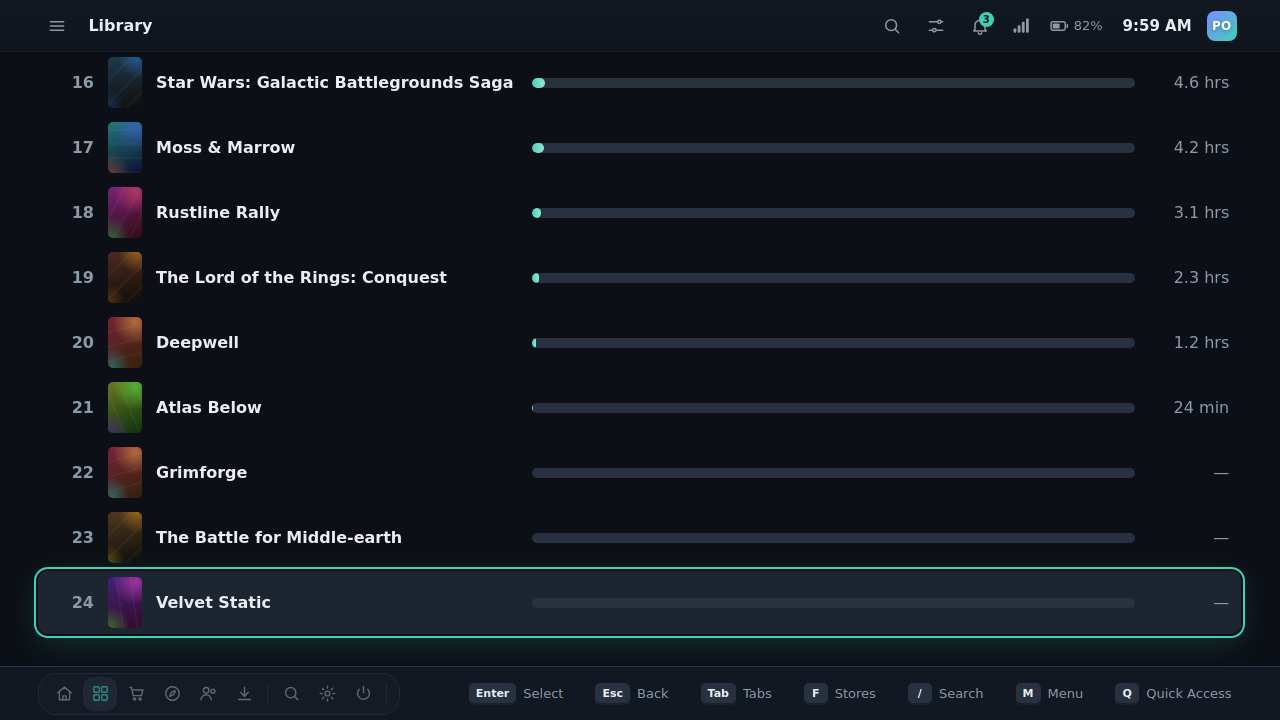 Library
3
82%
9:59 AM
PO
16 Star Wars: Galactic Battlegrounds Saga 4.6 hrs
17 Moss & Marrow 4.2 hrs
18 Rustline Rally 3.1 hrs
19 The Lord of the Rings: Conquest 2.3 hrs
20 Deepwell 1.2 hrs
21 Atlas Below 24 min
22 Grimforge —
23 The Battle for Middle-earth —
24 Velvet Static —
Enter Select Esc Back Tab Tabs F Stores / Search M Menu Q Quick Access